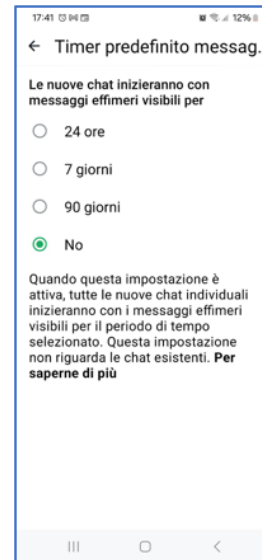 17:41
12%
Timer predefinito messag.
Le nuove chat inizieranno con
messaggi effimeri visibili per
24 ore
7 giorni
90 giorni
No
Quando questa impostazione è
attiva, tutte le nuove chat individuali
inizieranno con i messaggi effimeri
visibili per il periodo di tempo
selezionato. Questa impostazione
non riguarda le chat esistenti. Per
saperne di più